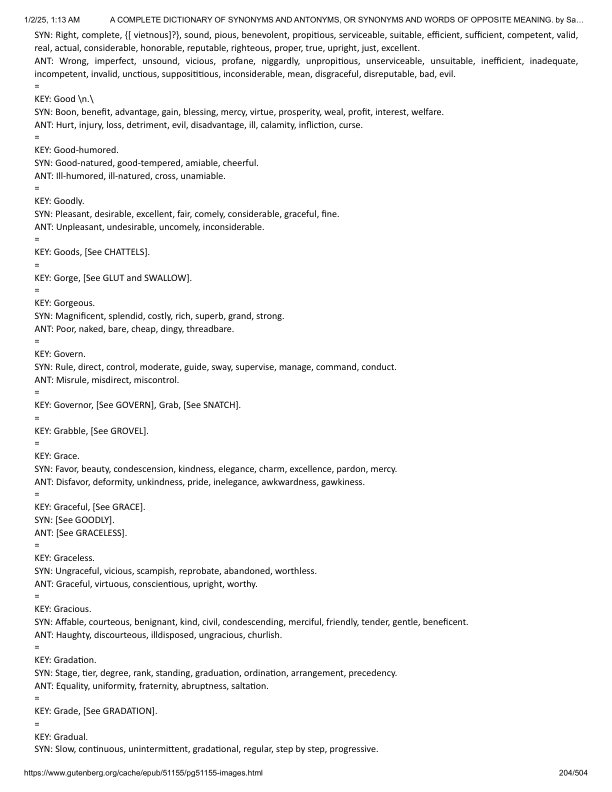 1/2/25, 1:13 AM A COMPLETE DICTIONARY OF SYNONYMS AND ANTONYMS, OR SYNONYMS AND WORDS OF OPPOSITE MEANING. by Sa…
SYN: Right, complete, {[ vietnous]?}, sound, pious, benevolent, propitious, serviceable, suitable, efficient, sufficient, competent, valid,
real, actual, considerable, honorable, reputable, righteous, proper, true, upright, just, excellent.
ANT: Wrong, imperfect, unsound, vicious, profane, niggardly, unpropitious, unserviceable, unsuitable, inefficient, inadequate,
incompetent, invalid, unctious, supposititious, inconsiderable, mean, disgraceful, disreputable, bad, evil.
=
KEY: Good \n.\
SYN: Boon, benefit, advantage, gain, blessing, mercy, virtue, prosperity, weal, profit, interest, welfare.
ANT: Hurt, injury, loss, detriment, evil, disadvantage, ill, calamity, infliction, curse.
=
KEY: Good-humored.
SYN: Good-natured, good-tempered, amiable, cheerful.
ANT: Ill-humored, ill-natured, cross, unamiable.
=
KEY: Goodly.
SYN: Pleasant, desirable, excellent, fair, comely, considerable, graceful, fine.
ANT: Unpleasant, undesirable, uncomely, inconsiderable.
=
KEY: Goods, [See CHATTELS].
=
KEY: Gorge, [See GLUT and SWALLOW].
=
KEY: Gorgeous.
SYN: Magnificent, splendid, costly, rich, superb, grand, strong.
ANT: Poor, naked, bare, cheap, dingy, threadbare.
=
KEY: Govern.
SYN: Rule, direct, control, moderate, guide, sway, supervise, manage, command, conduct.
ANT: Misrule, misdirect, miscontrol.
=
KEY: Governor, [See GOVERN], Grab, [See SNATCH].
=
KEY: Grabble, [See GROVEL].
=
KEY: Grace.
SYN: Favor, beauty, condescension, kindness, elegance, charm, excellence, pardon, mercy.
ANT: Disfavor, deformity, unkindness, pride, inelegance, awkwardness, gawkiness.
=
KEY: Graceful, [See GRACE].
SYN: [See GOODLY].
ANT: [See GRACELESS].
=
KEY: Graceless.
SYN: Ungraceful, vicious, scampish, reprobate, abandoned, worthless.
ANT: Graceful, virtuous, conscientious, upright, worthy.
=
KEY: Gracious.
SYN: Affable, courteous, benignant, kind, civil, condescending, merciful, friendly, tender, gentle, beneficent.
ANT: Haughty, discourteous, illdisposed, ungracious, churlish.
=
KEY: Gradation.
SYN: Stage, tier, degree, rank, standing, graduation, ordination, arrangement, precedency.
ANT: Equality, uniformity, fraternity, abruptness, saltation.
=
KEY: Grade, [See GRADATION].
=
KEY: Gradual.
SYN: Slow, continuous, unintermittent, gradational, regular, step by step, progressive.
https://www.gutenberg.org/cache/epub/51155/pg51155-images.html 204/504